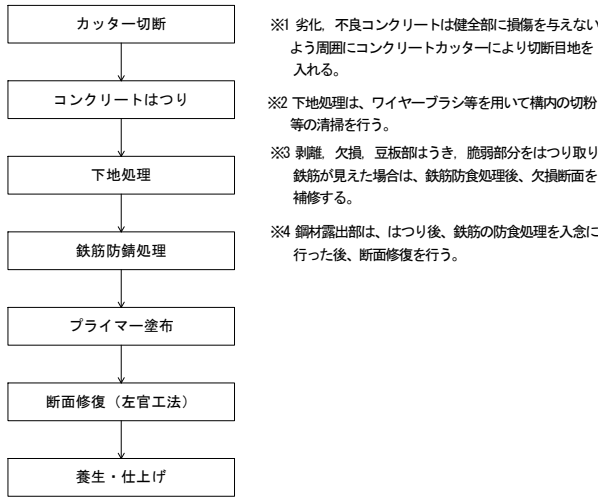 カッター切断
コンクリートはつり
下地処理
鉄筋防錆処理
プライマー塗布
断面修復（左官工法）
養生・仕上げ
※1 劣化，不良コンクリートは健全部に損傷を与えない
よう周囲にコンクリートカッターにより切断目地を
入れる。
※2 下地処理は、ワイヤーブラシ等を用いて構内の切粉
等の清掃を行う。
※3 剥離，欠損，豆板部はうき，脆弱部分をはつり取り
鉄筋が見えた場合は、鉄筋防食処理後、欠損断面を
補修する。
※4 鋼材露出部は、はつり後、鉄筋の防食処理を入念に
行った後、断面修復を行う。